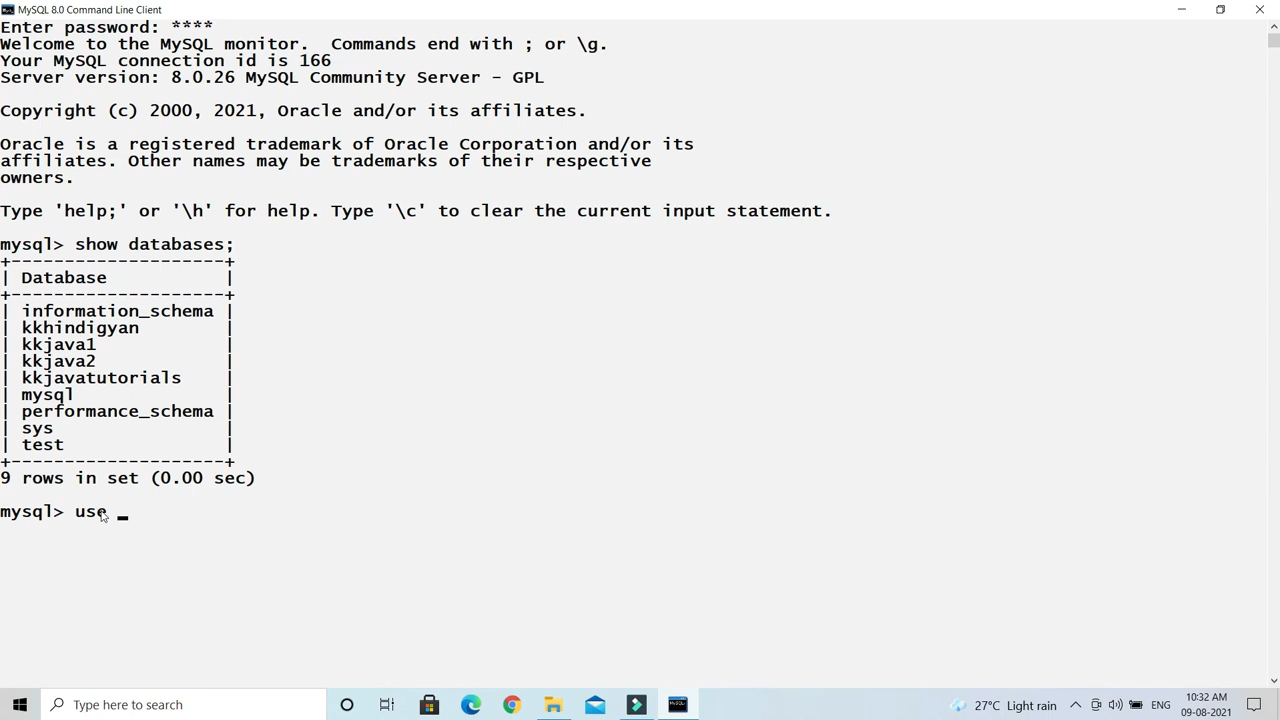 MySQL 8.0 Command Line Client
Enter password: ****
Welcome to the MySQL monitor.  Commands end with ; or \g.
Your MySQL connection id is 166
Server version: 8.0.26 MySQL Community Server - GPL
Copyright (c) 2000, 2021, Oracle and/or its affiliates.
Oracle is a registered trademark of Oracle Corporation and/or its
affiliates. Other names may be trademarks of their respective
owners.
Type 'help;' or '\h' for help. Type '\c' to clear the current input statement.
mysql> show databases;
+--------------------+
| Database           |
+--------------------+
| information_schema |
| kkhindigyan        |
| kkjava1            |
| kkjava2            |
| kkjavatutorials    |
| mysql              |
| performance_schema |
| sys                |
| test               |
+--------------------+
9 rows in set (0.00 sec)
mysql> use _
Type here to search
27°C Light rain
ENG
10:32 AM
09-08-2021